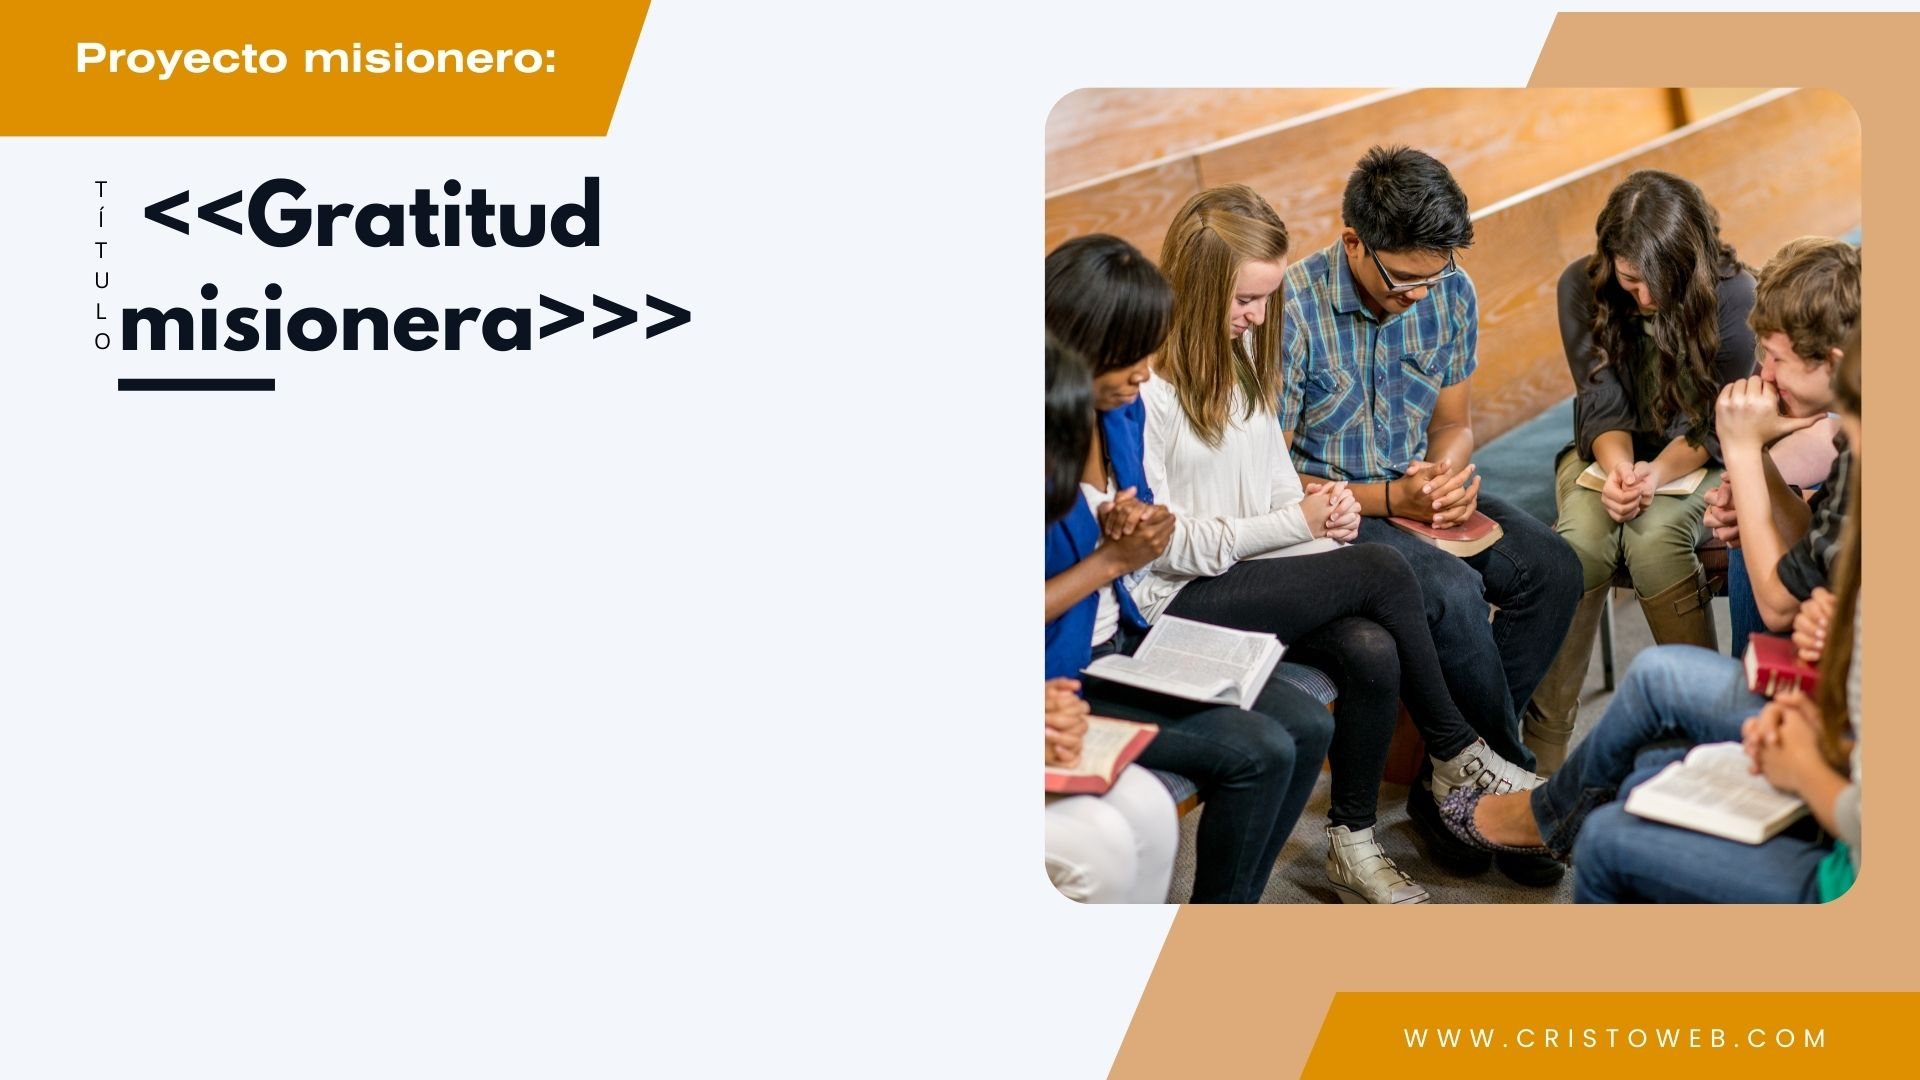 Proyecto misionero:
TÍTULO
<<Gratitud
misionera>>>
WWW.CRISTOWEB.COM